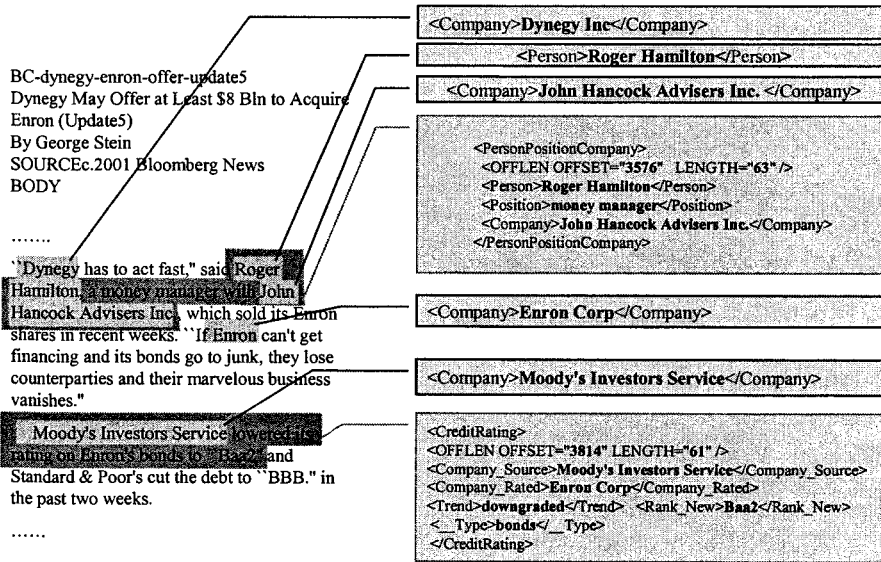 BC-dynegy-enron-offer-update5
Dynegy May Offer at Least $8 Bln to Acquire
Enron (Update5)
By George Stein
SOURCEc.2001 Bloomberg News
BODY
.......
``Dynegy has to act fast," said Roger
Hamilton, a money manager with John
Hancock Advisers Inc., which sold its Enron
shares in recent weeks. ``If Enron can't get
financing and its bonds go to junk, they lose
counterparties and their marvelous business
vanishes."
Moody's Investors Service lowered its
rating on Enron's bonds to ``Baa2" and
Standard & Poor's cut the debt to ``BBB." in
the past two weeks.
......
<Company>Dynegy Inc</Company>
<Person>Roger Hamilton</Person>
<Company>John Hancock Advisers Inc. </Company>
<PersonPositionCompany>
<OFFLEN OFFSET="3576" LENGTH="63" />
<Person>Roger Hamilton</Person>
<Position>money manager</Position>
<Company>John Hancock Advisers Inc.</Company>
</PersonPositionCompany>
<Company>Enron Corp</Company>
<Company>Moody's Investors Service</Company>
<CreditRating>
<OFFLEN OFFSET="3814" LENGTH="61" />
<Company_Source>Moody's Investors Service</Company_Source>
<Company_Rated>Enron Corp</Company_Rated>
<Trend>downgraded</Trend> <Rank_New>Baa2</Rank_New>
<__Type>bonds</__Type>
</CreditRating>